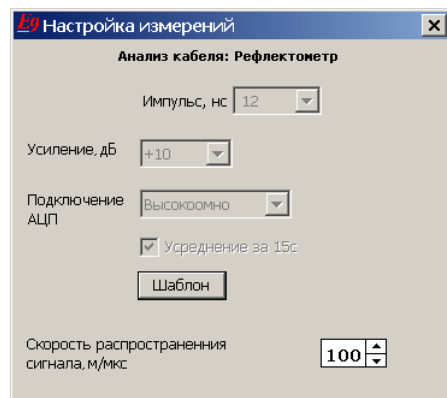 E9 Настройка измерений
Анализ кабеля: Рефлектометр
Импульс, нс 12
Усиление, дБ +10
Подключение АЦП Высокоомно
Усреднение за 15с
Шаблон
Скорость распространнения
сигнала, м/мкс 100